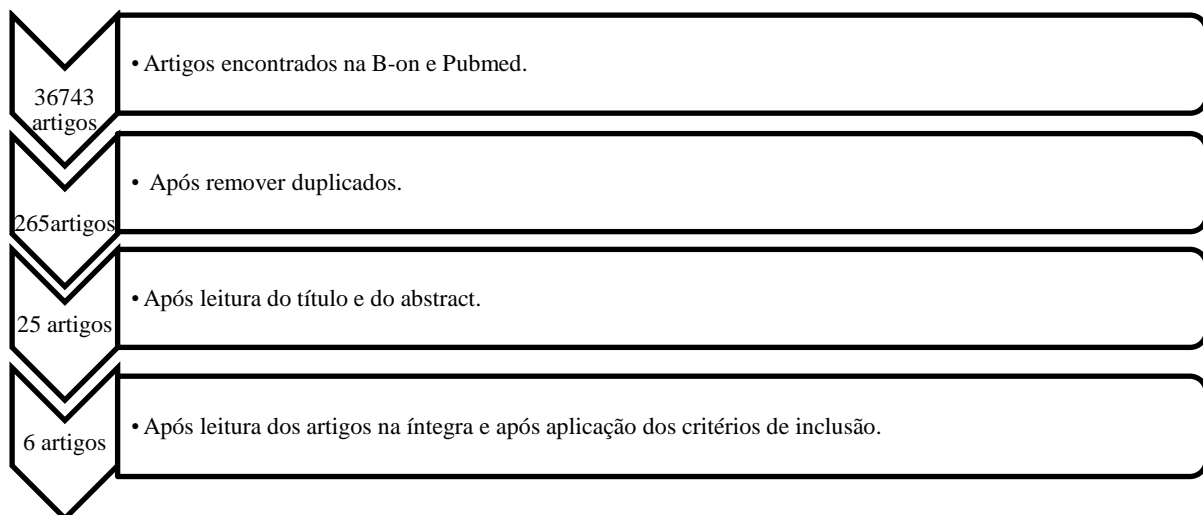 36743
artigos
• Artigos encontrados na B-on e Pubmed.
265artigos
• Após remover duplicados.
25 artigos
• Após leitura do título e do abstract.
6 artigos
• Após leitura dos artigos na íntegra e após aplicação dos critérios de inclusão.